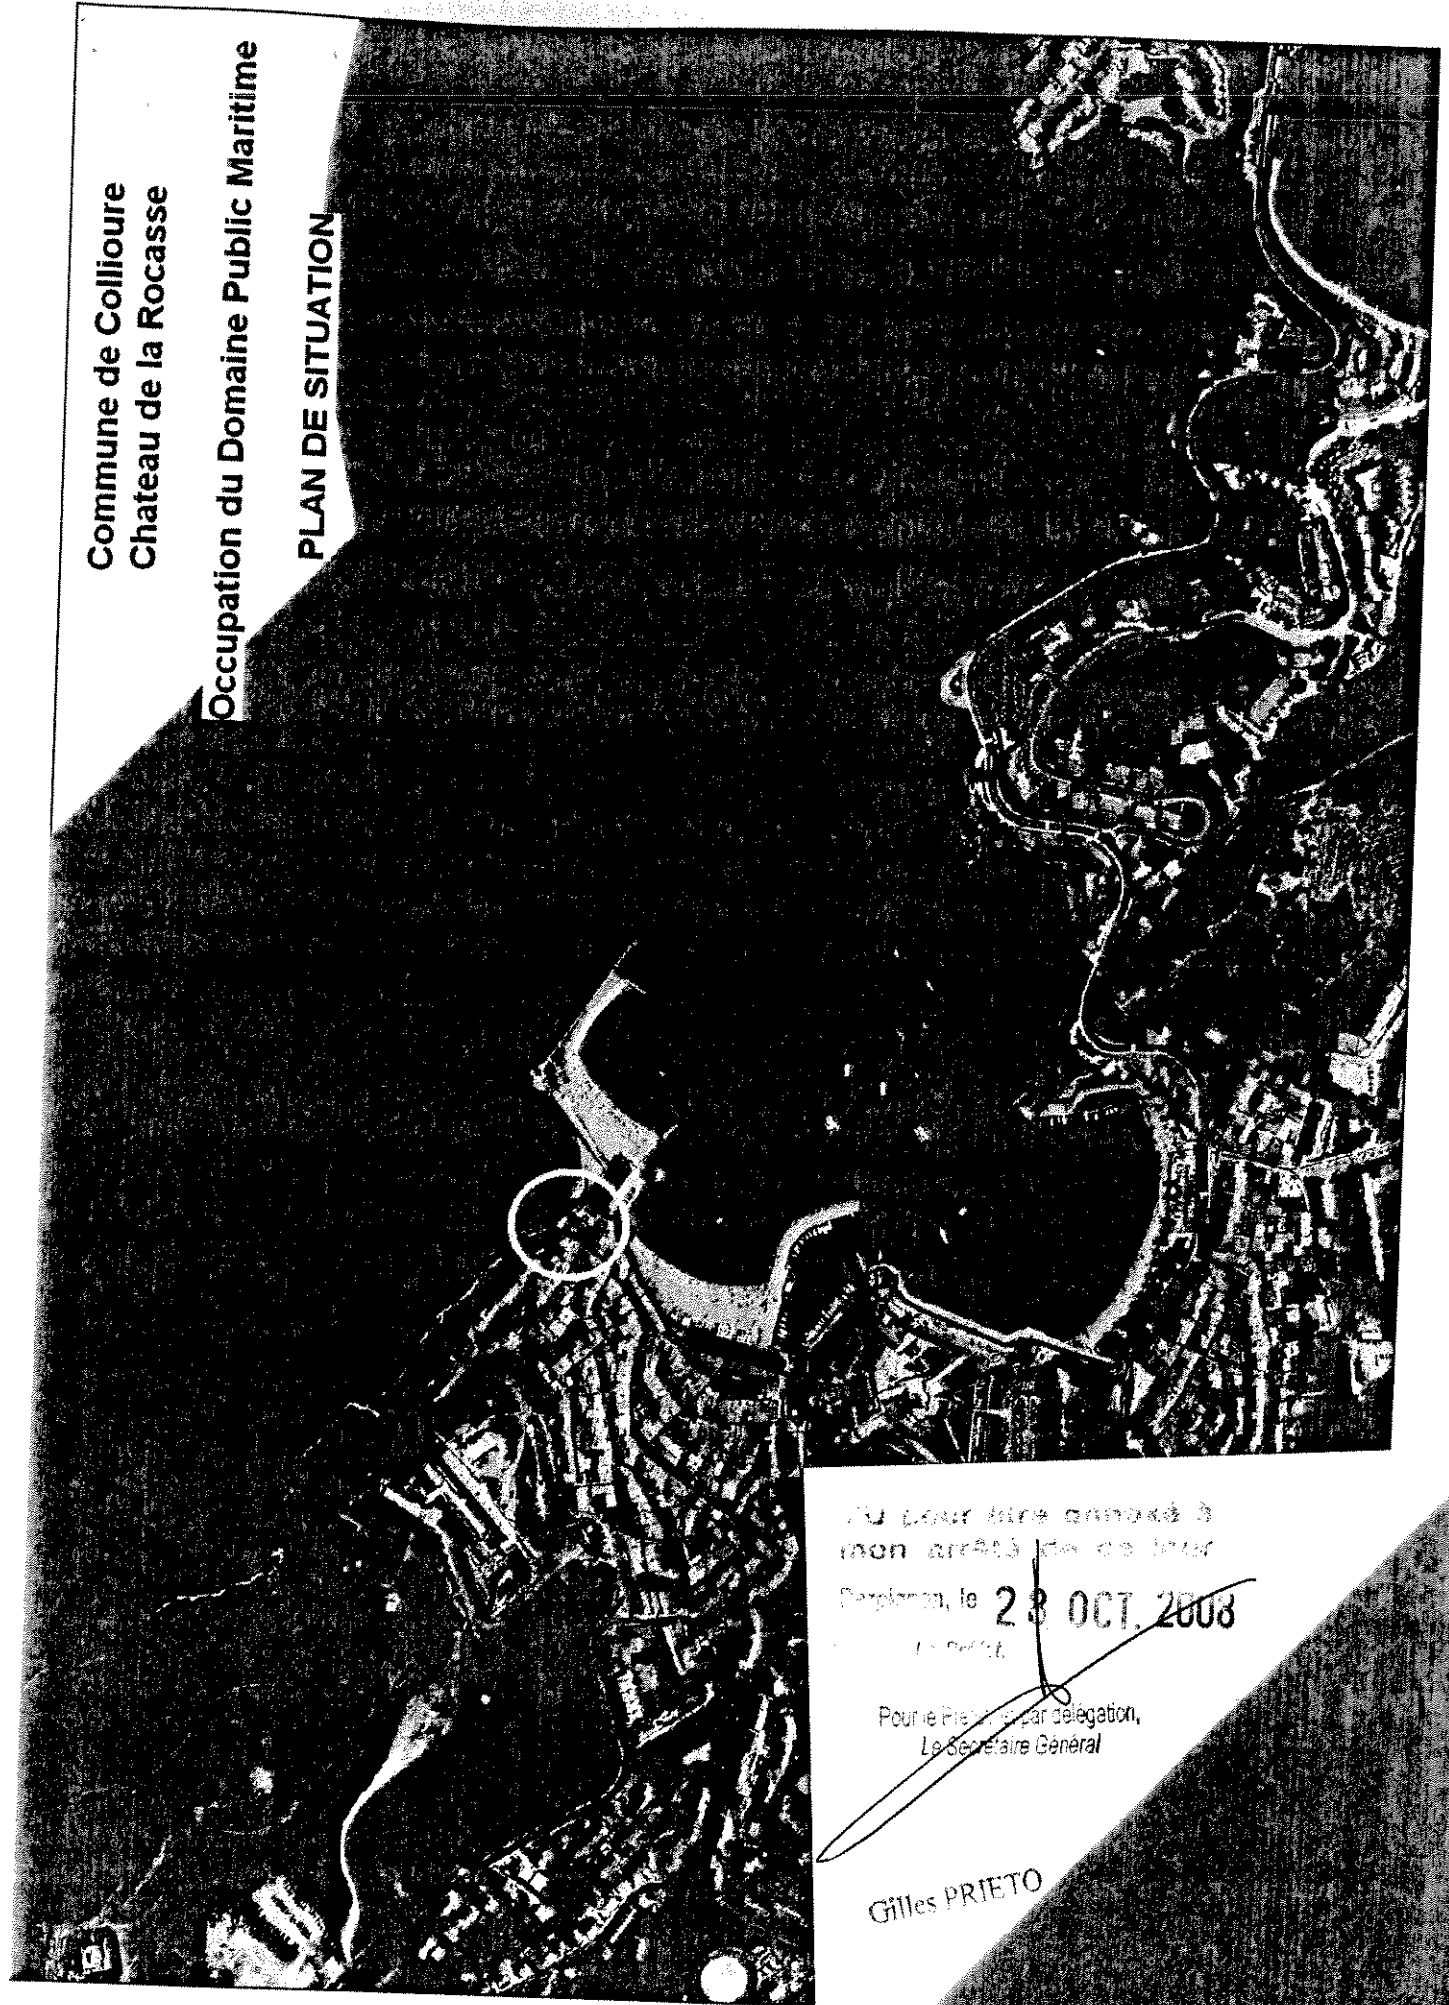 Commune de Collioure
Chateau de la Rocasse
Occupation du Domaine Public Maritime
PLAN DE SITUATION
VU pour être annexé à
mon arrêté de ce jour
Perpignan, le 28 OCT. 2008
Le Préfet
Pour le Préfet et par délégation,
Le Secrétaire Général
Gilles PRIETO